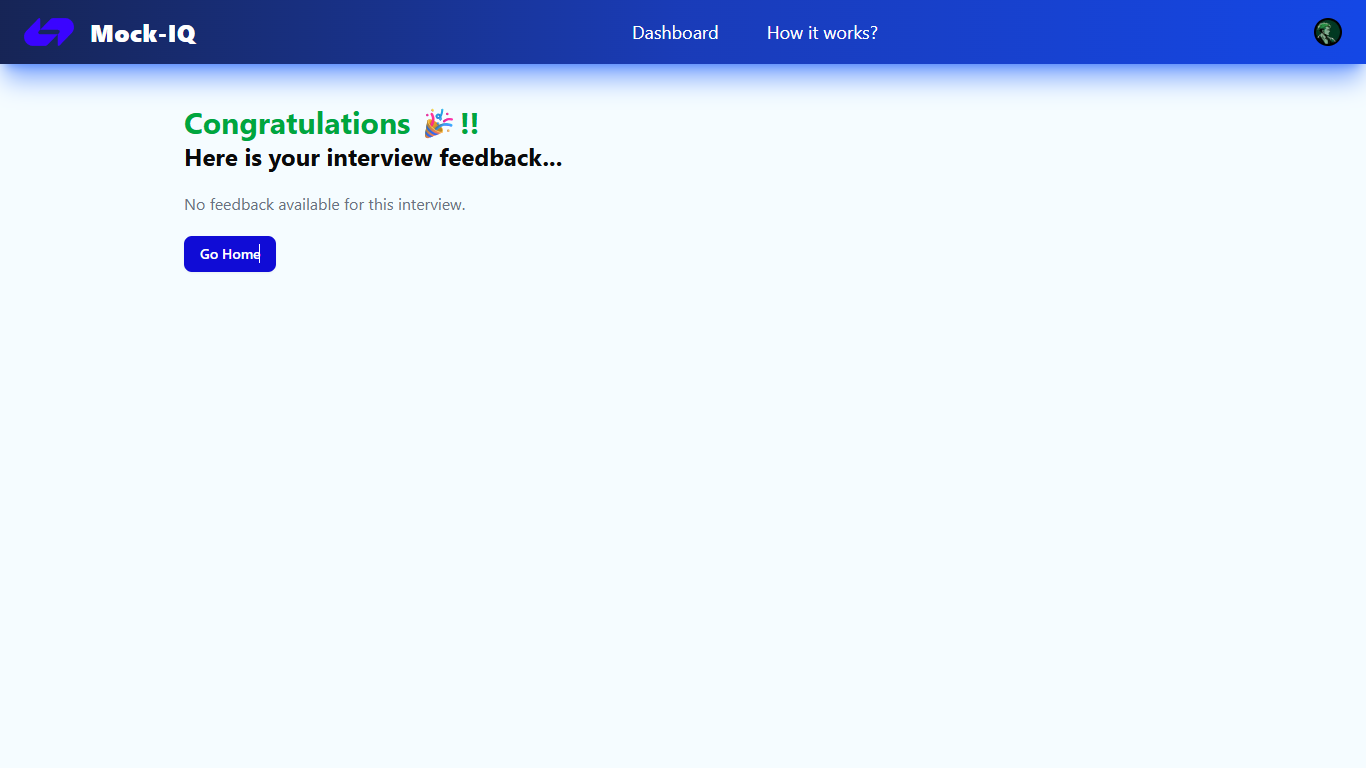 Mock-IQ
Dashboard
How it works?
Congratulations 🎉 !!
Here is your interview feedback...
No feedback available for this interview.
Go Home